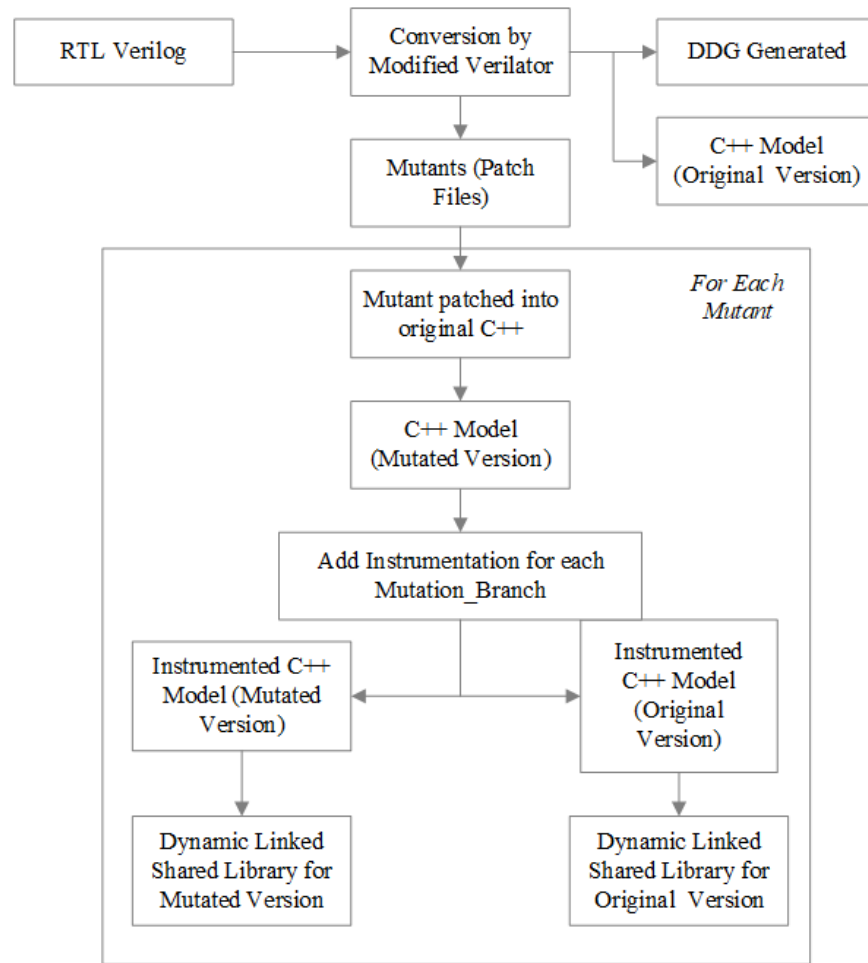 RTL Verilog
Conversion by
Modified Verilator
DDG Generated
C++ Model
(Original Version)
Mutants (Patch
Files)
For Each
Mutant
Mutant patched into
original C++
C++ Model
(Mutated Version)
Add Instrumentation for each
Mutation_Branch
Instrumented C++
Model (Mutated
Version)
Instrumented
C++ Model
(Original
Version)
Dynamic Linked
Shared Library for
Mutated Version
Dynamic Linked
Shared Library for
Original Version